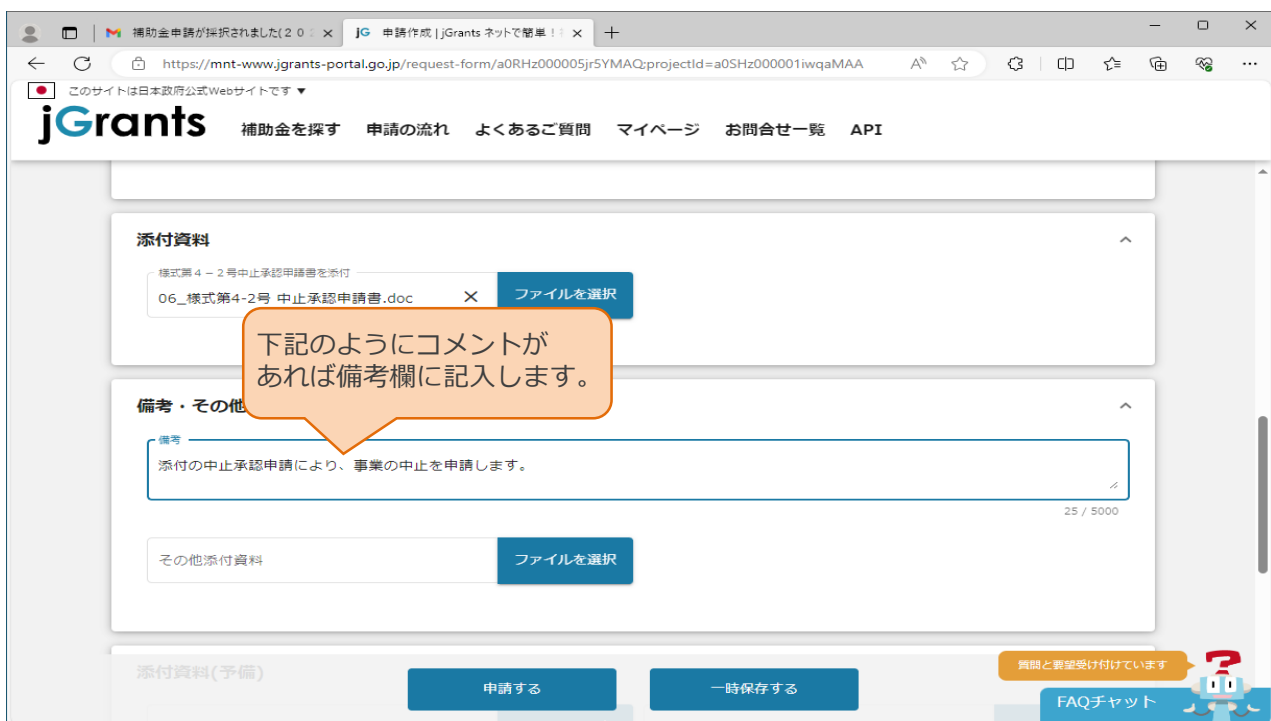 補助金申請が採択されました(２０
jG 申請作成 | jGrants ネットで簡単！
https://mnt-www.jgrants-portal.go.jp/request-form/a0RHz000005jr5YMAQ;projectId=a0SHz000001iwqaMAA
このサイトは日本政府公式Webサイトです ▼
jGrants
補助金を探す 申請の流れ よくあるご質問 マイページ お問合せ一覧 API
添付資料
様式第４－２号中止承認申請書を添付
06_様式第4-2号 中止承認申請書.doc
ファイルを選択
下記のようにコメントが
あれば備考欄に記入します。
備考・その他
備考
添付の中止承認申請により、事業の中止を申請します。
25 / 5000
その他添付資料
ファイルを選択
添付資料(予備)
申請する
一時保存する
質問と要望受け付けています
FAQチャット